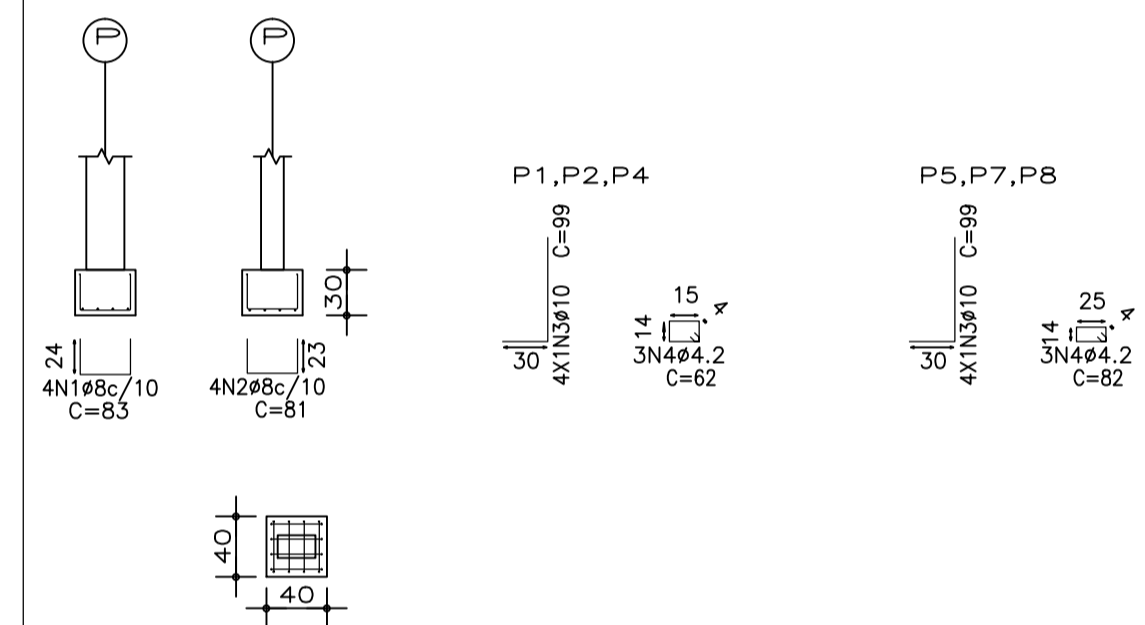 P
P
30
24
4N1ø8c/10
C=83
23
4N2ø8c/10
C=81
P1,P2,P4
30
4X1N3ø10 C=99
15
14
4
3N4ø4.2
C=62
P5,P7,P8
30
4X1N3ø10 C=99
25
14
4
3N4ø4.2
C=82
40
40